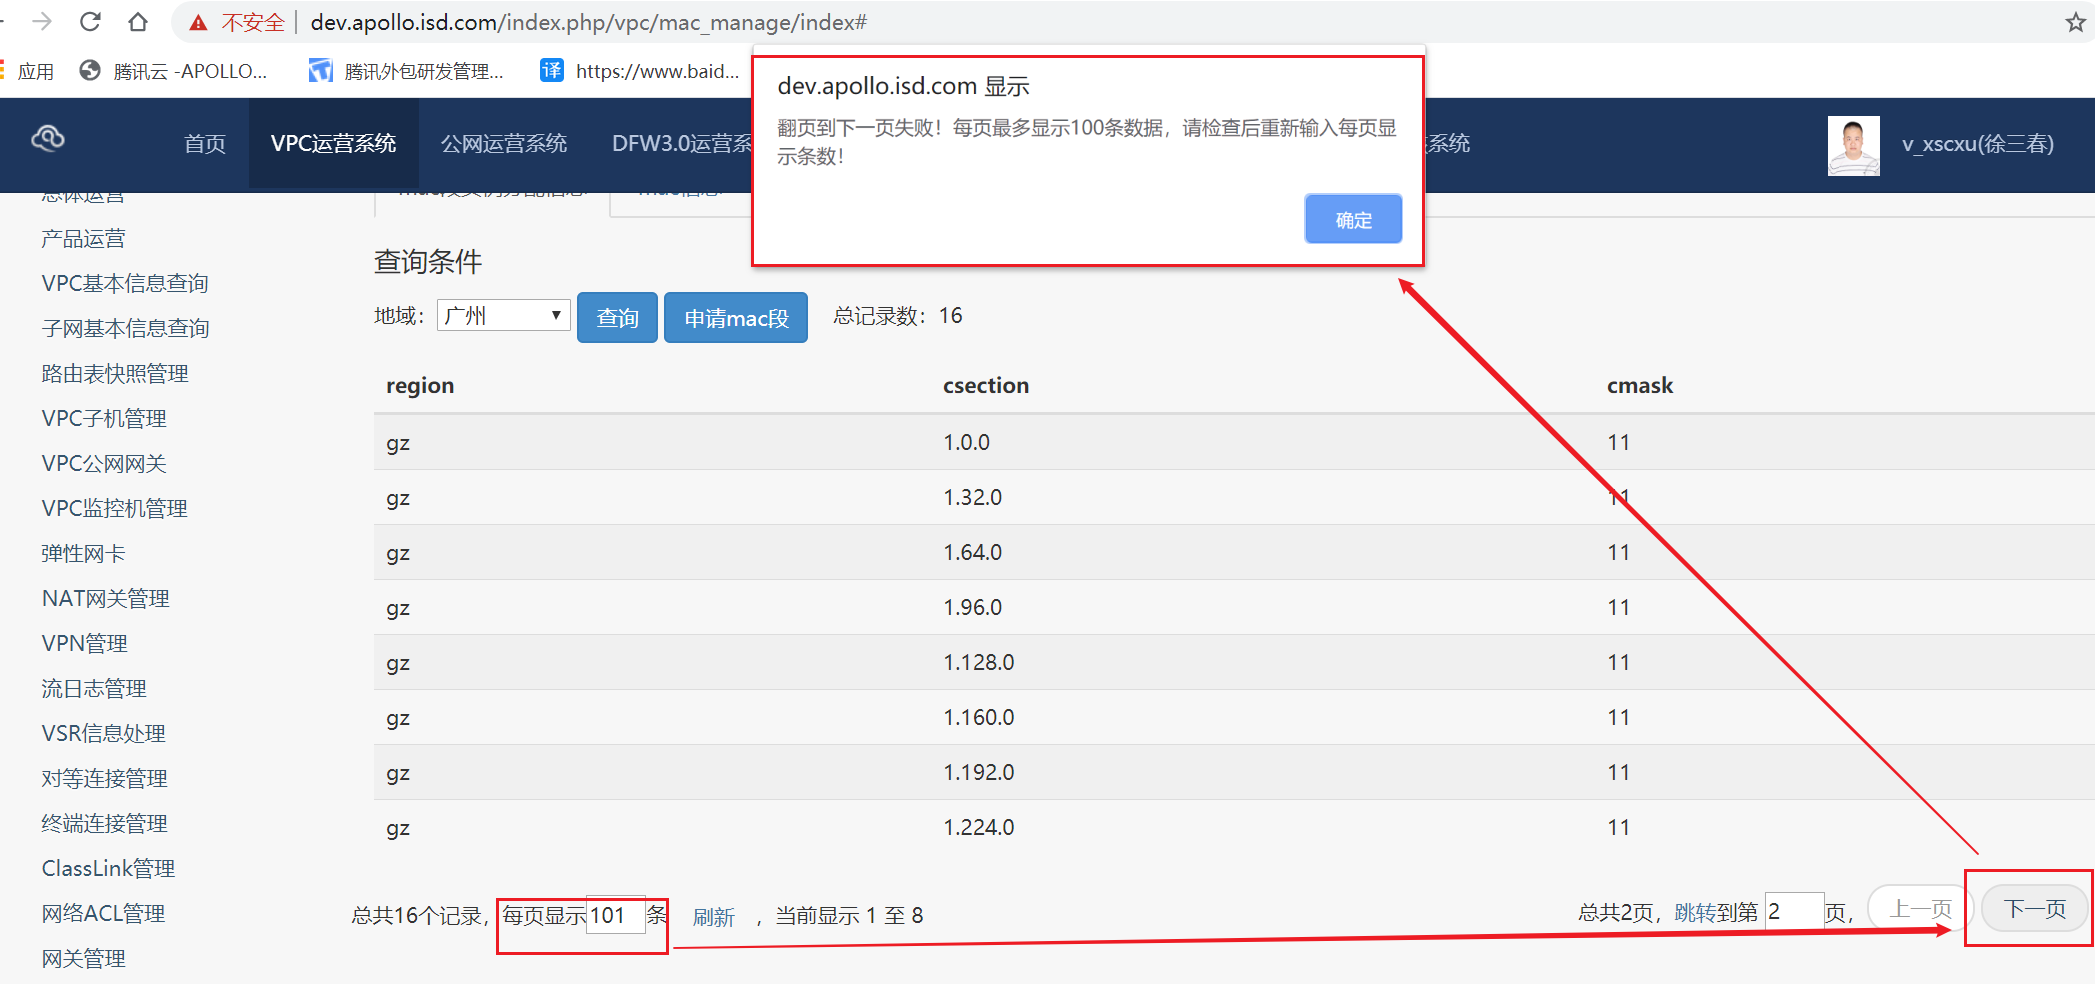 不安全 dev.apollo.isd.com/index.php/vpc/mac_manage/index#
应用 腾讯云 -APOLLO... 腾讯外包研发管理... 译 https://www.baid...
dev.apollo.isd.com 显示
翻页到下一页失败！每页最多显示100条数据，请检查后重新输入每页显
示条数！
确定
首页 VPC运营系统 公网运营系统 DFW3.0运营系 系统 v_xscxu(徐三春)
总体运营
产品运营
VPC基本信息查询
子网基本信息查询
路由表快照管理
VPC子机管理
VPC公网网关
VPC监控机管理
弹性网卡
NAT网关管理
VPN管理
流日志管理
VSR信息处理
对等连接管理
终端连接管理
ClassLink管理
网络ACL管理
网关管理
查询条件
地域： 广州 查询 申请mac段 总记录数：16
region csection cmask
gz 1.0.0 11
gz 1.32.0 11
gz 1.64.0 11
gz 1.96.0 11
gz 1.128.0 11
gz 1.160.0 11
gz 1.192.0 11
gz 1.224.0 11
总共16个记录，每页显示 101 条 刷新 ，当前显示 1 至 8
总共2页，跳转到第 2 页， 上一页 下一页